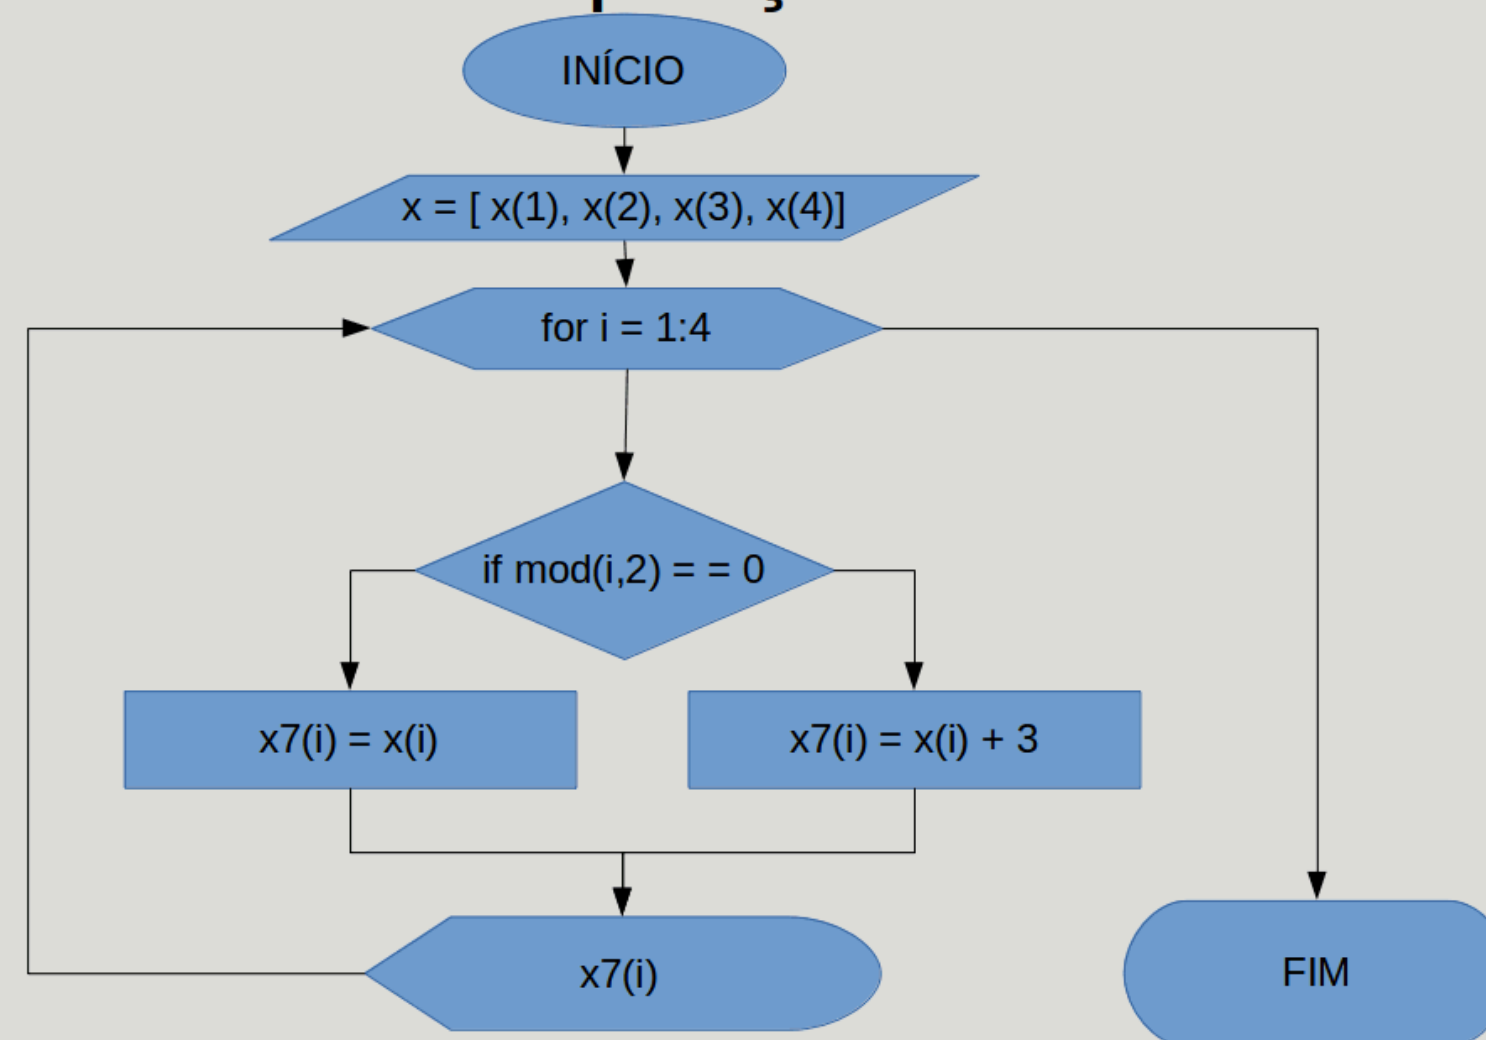 INÍCIO
x = [ x(1), x(2), x(3), x(4)]
for i = 1:4
if mod(i,2) = = 0
x7(i) = x(i)
x7(i) = x(i) + 3
x7(i)
FIM